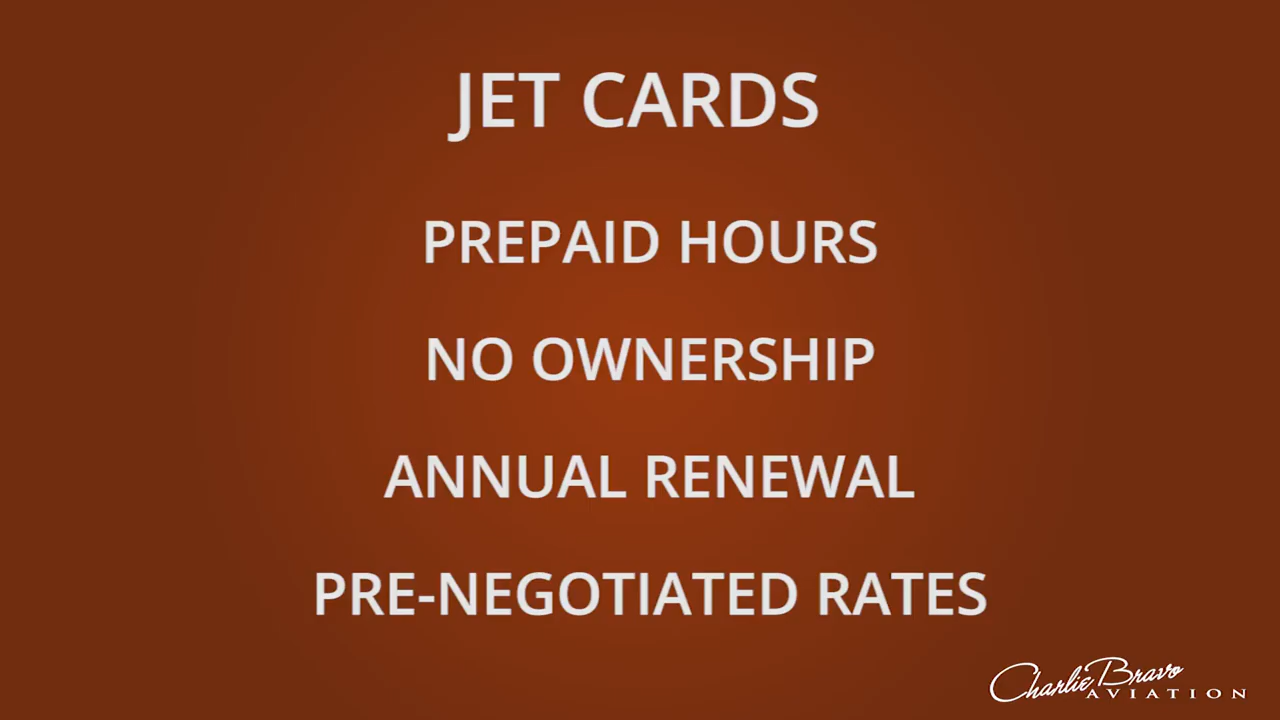 JET CARDS
PREPAID HOURS
NO OWNERSHIP
ANNUAL RENEWAL
PRE-NEGOTIATED RATES
Charlie Bravo
AVIATION